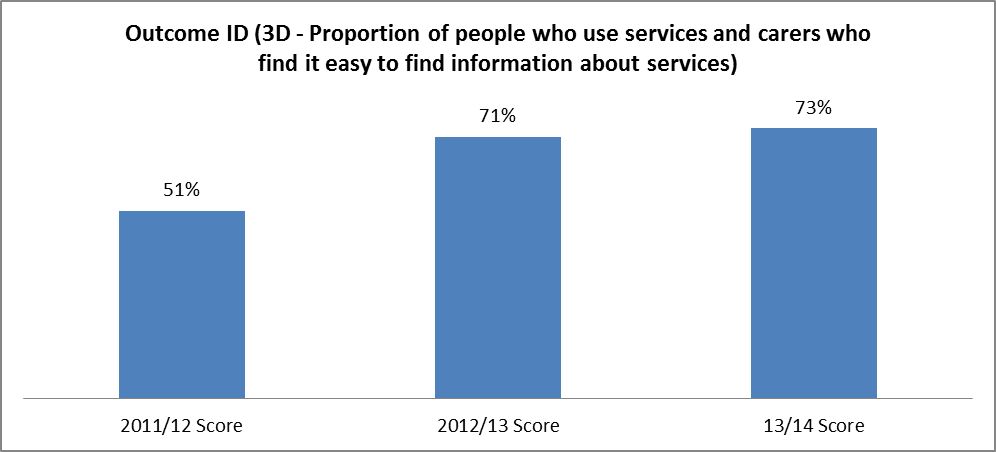 Outcome ID (3D - Proportion of people who use services and carers who
find it easy to find information about services)
51%
71%
73%
2011/12 Score
2012/13 Score
13/14 Score